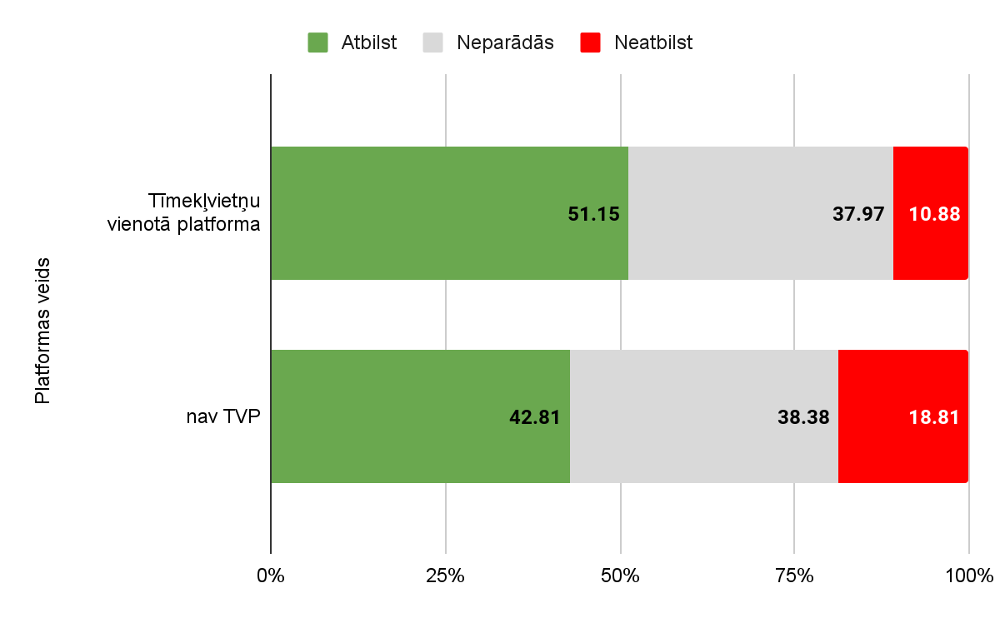 Atbilst
Neparādās
Neatbilst
Platformas veids
Tīmekļvietņu
vienotā platforma
51.15
37.97
10.88
nav TVP
42.81
38.38
18.81
0%
25%
50%
75%
100%